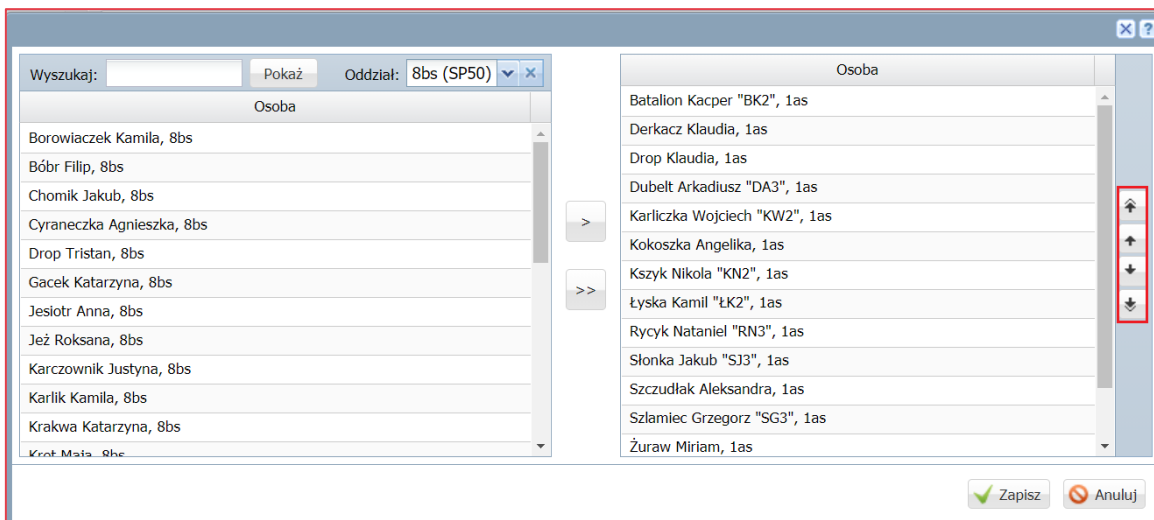 Wyszukaj: Pokaż Oddział: 8bs (SP50)
Osoba
Borowiaczek Kamila, 8bs
Bóbr Filip, 8bs
Chomik Jakub, 8bs
Cyraneczka Agnieszka, 8bs
Drop Tristan, 8bs
Gacek Katarzyna, 8bs
Jesiotr Anna, 8bs
Jeż Roksana, 8bs
Karczownik Justyna, 8bs
Karlik Kamila, 8bs
Krakwa Katarzyna, 8bs
Kret Maja, 8bs
>
>>
Osoba
Batalion Kacper "BK2", 1as
Derkacz Klaudia, 1as
Drop Klaudia, 1as
Dubelt Arkadiusz "DA3", 1as
Karliczka Wojciech "KW2", 1as
Kokoszka Angelika, 1as
Kszyk Nikola "KN2", 1as
Łyska Kamil "ŁK2", 1as
Rycyk Nataniel "RN3", 1as
Słonka Jakub "SJ3", 1as
Szczudłak Aleksandra, 1as
Szlamiec Grzegorz "SG3", 1as
Żuraw Miriam, 1as
Zapisz Anuluj